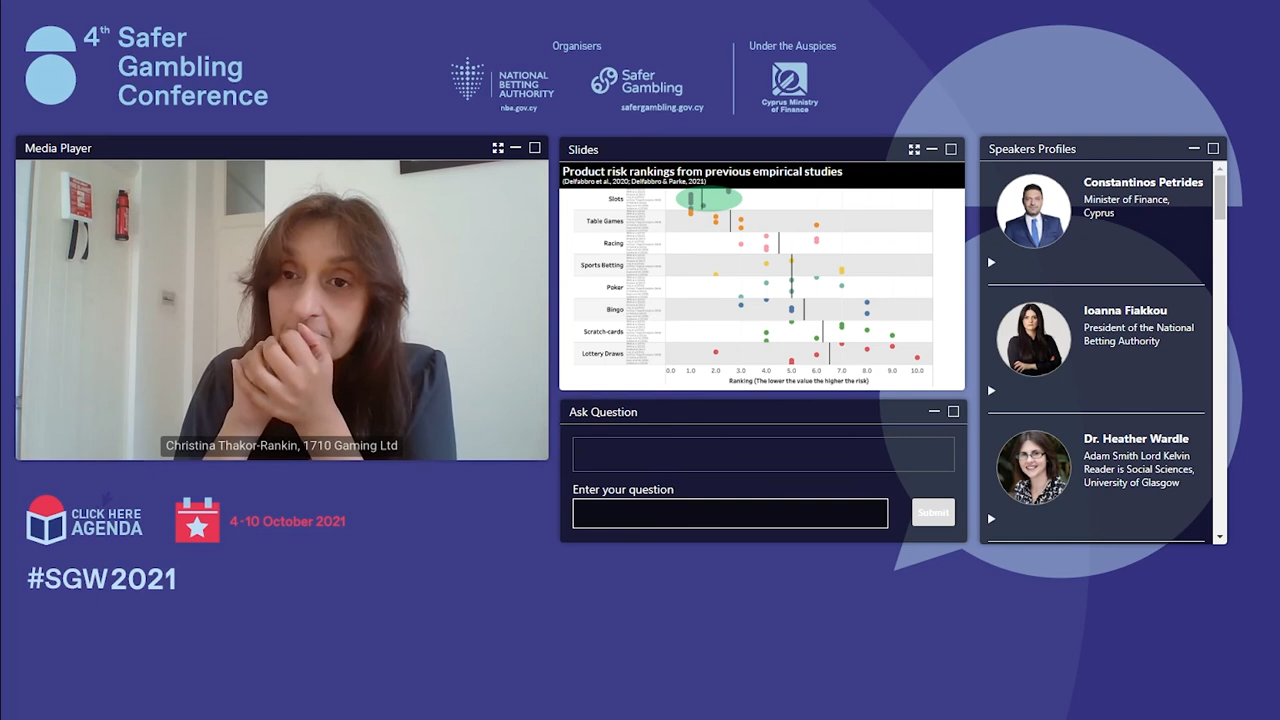 4th Safer
Gambling
Conference
Organisers
NATIONAL
BETTING
AUTHORITY
nba.gov.cy
Safer
Gambling
safergambling.gov.cy
Under the Auspices
Cyprus Ministry
of Finance
Media Player
Christina Thakor-Rankin, 1710 Gaming Ltd
Slides
Product risk rankings from previous empirical studies
(Delfabbro et al., 2020; Delfabbro & Parke, 2021)
Slots
Table Games
Racing
Sports Betting
Poker
Bingo
Scratch-cards
Lottery Draws
0.0 1.0 2.0 3.0 4.0 5.0 6.0 7.0 8.0 9.0 10.0
Ranking (The lower the value the higher the risk)
Ask Question
Enter your question
Submit
Speakers Profiles
Constantinos Petrides
Minister of Finance,
Cyprus
Ioanna Fiakkou
President of the National
Betting Authority
Dr. Heather Wardle
Adam Smith Lord Kelvin
Reader is Social Sciences,
University of Glasgow
CLICK HERE
AGENDA
4-10 October 2021
#SGW2021